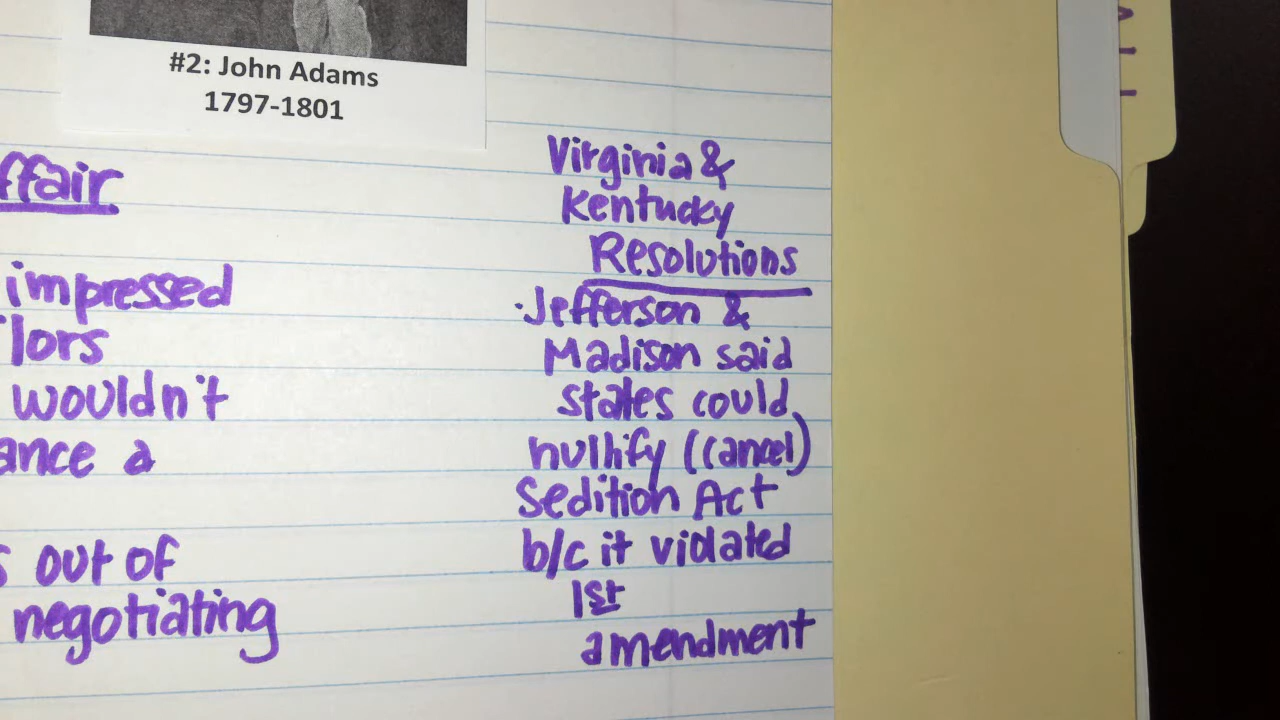 #2: John Adams
1797-1801
ffair
impressed
lors
wouldn't
ance a
s out of
negotiating
Virginia &
Kentucky
Resolutions
·Jefferson &
Madison said
states could
nullify (cancel)
Sedition Act
b/c it violated
1st
amendment